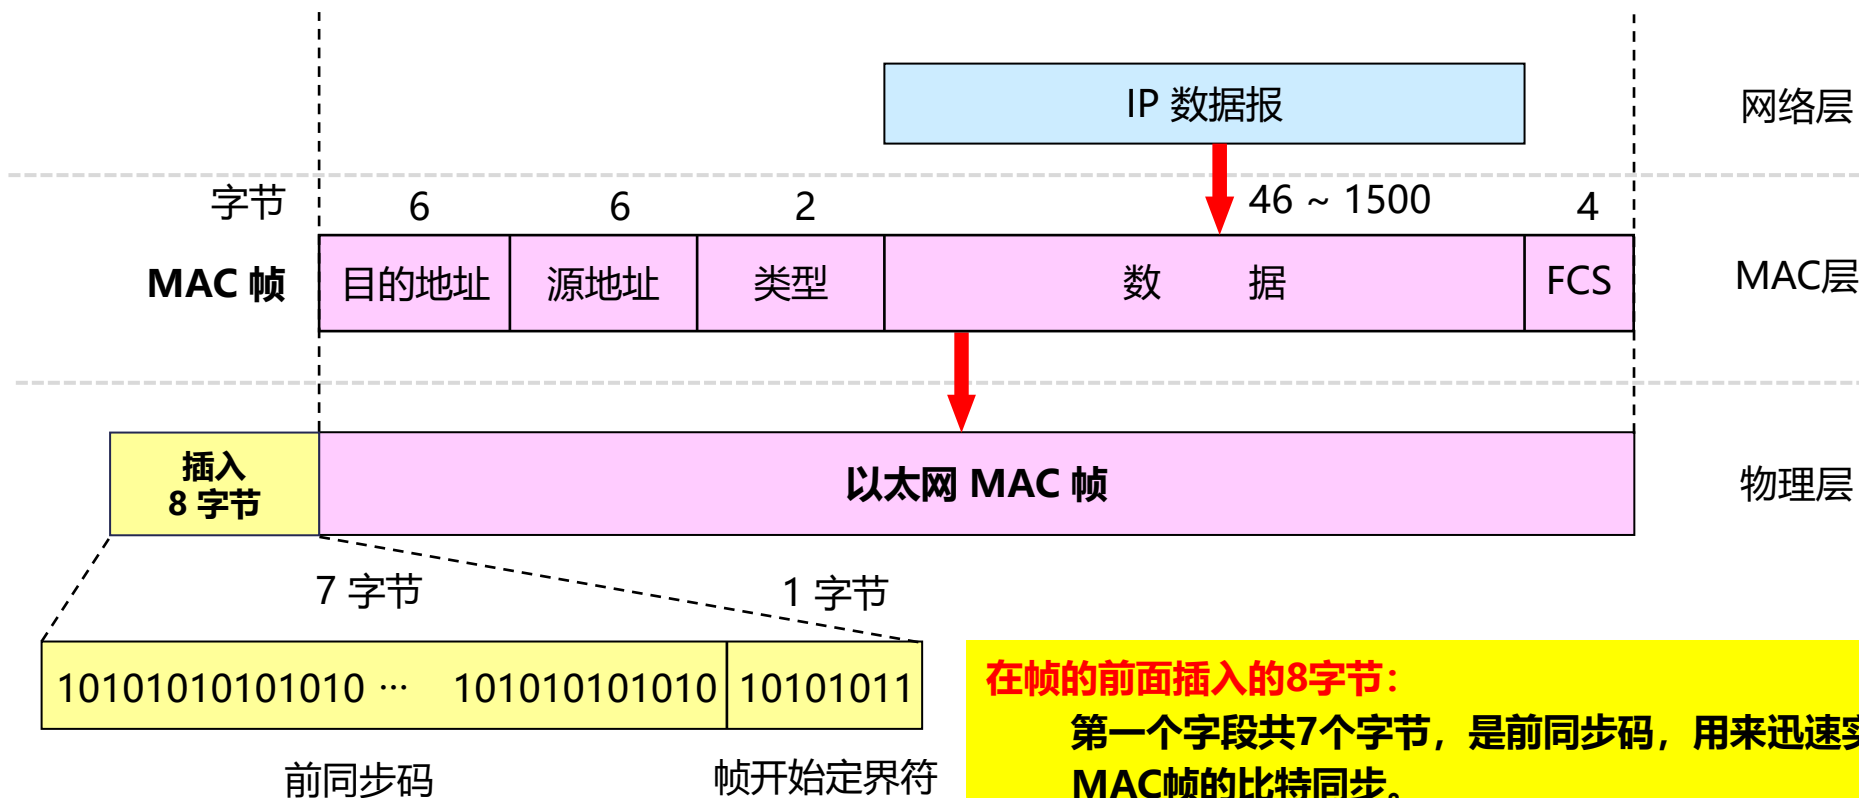 IP 数据报
网络层
字节
6
6
2
46 ~ 1500
4
MAC 帧
目的地址
源地址
类型
数 据
FCS
MAC层
插入
8 字节
以太网 MAC 帧
物理层
7 字节
1 字节
10101010101010 ··· 101010101010
10101011
前同步码
帧开始定界符
在帧的前面插入的8字节：
第一个字段共7个字节，是前同步码，用来迅速实
MAC帧的比特同步。